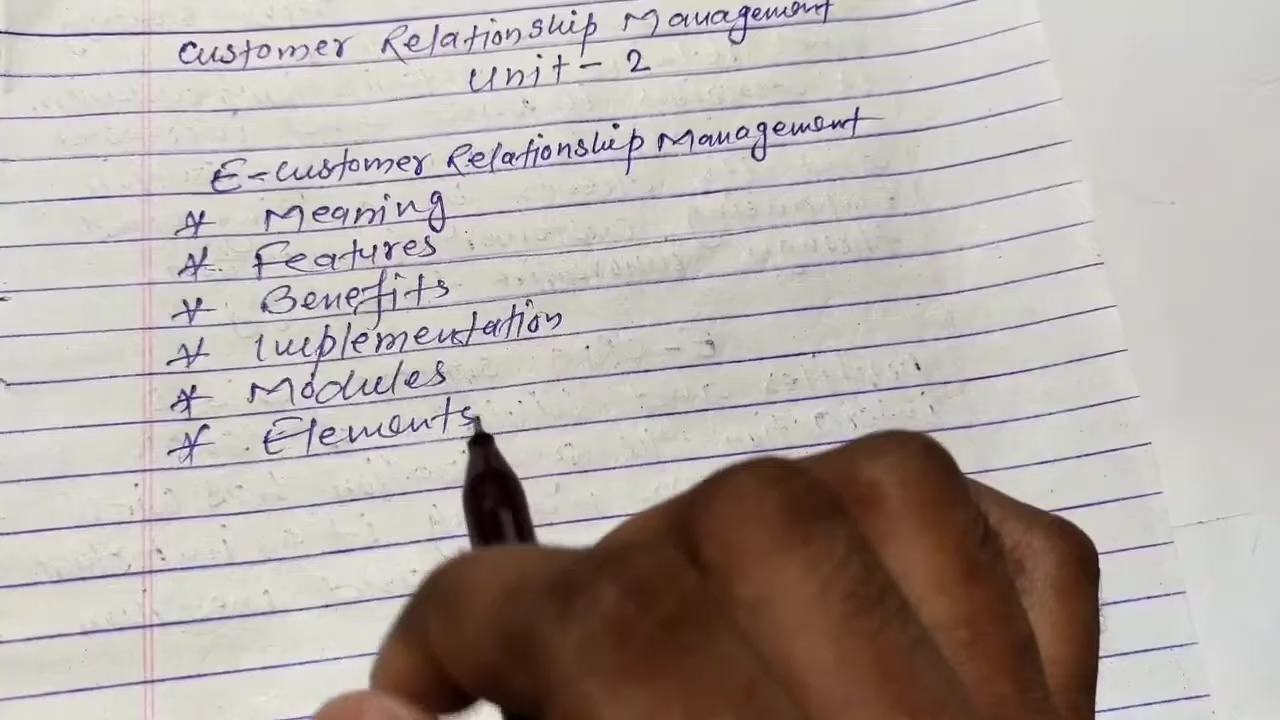 Customer Relationship Management
Unit - 2
E-Customer Relationship Management
* Meaning
* Features
* Benefits
* Implementation
* Modules
* Elements